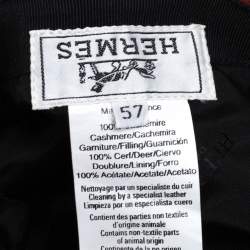 HERMES
57
100%
Cashmere/Cachemira
Garniture/Filling/Guarnición
100% Cerf/Deer/Ciervo
Doublure/Lining/Forro
100% Acétate/Acetate/Acetato
Nettoyage par un spécialiste du cuir
Cleaning by a specialist leather
Limpieza por un especialista cuero
Contient des parties non textiles
d'origine animale
Contains non-textile parts
of animal origin